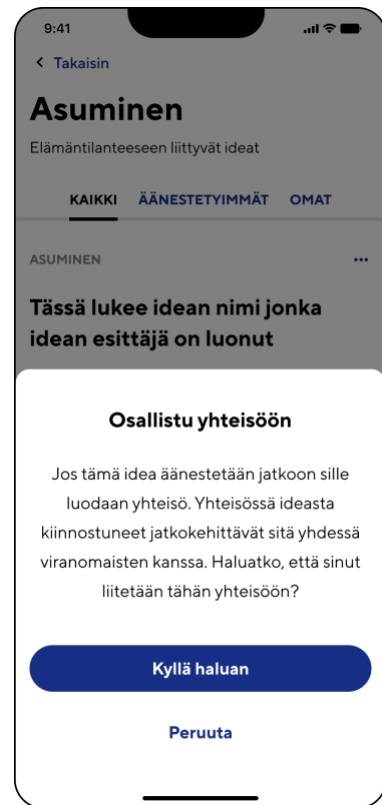 9:41
Takaisin
Asuminen
Elämäntilanteeseen liittyvät ideat
KAIKKI ÄÄNESTETYIMMÄT OMAT
ASUMINEN
Tässä lukee idean nimi jonka
idean esittäjä on luonut
Osallistu yhteisöön
Jos tämä idea äänestetään jatkoon sille
luodaan yhteisö. Yhteisössä ideasta
kiinnostuneet jatkokehittävät sitä yhdessä
viranomaisten kanssa. Haluatko, että sinut
liitetään tähän yhteisöön?
Kyllä haluan
Peruuta